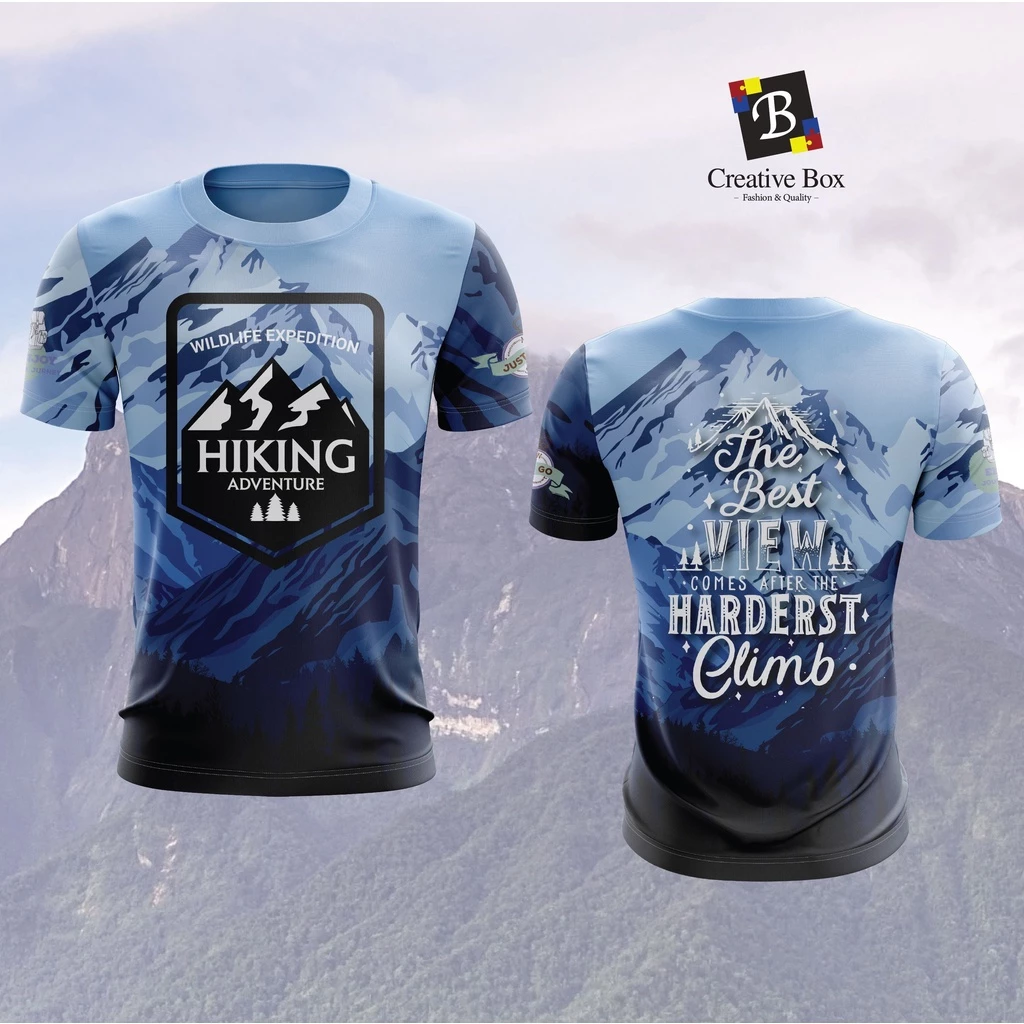 B
Creative Box
- Fashion & Quality -
WILDLIFE EXPEDITION
HIKING
ADVENTURE
JUST
GO
The
Best
VIEW
COMES AFTER THE
HARDERST
Climb